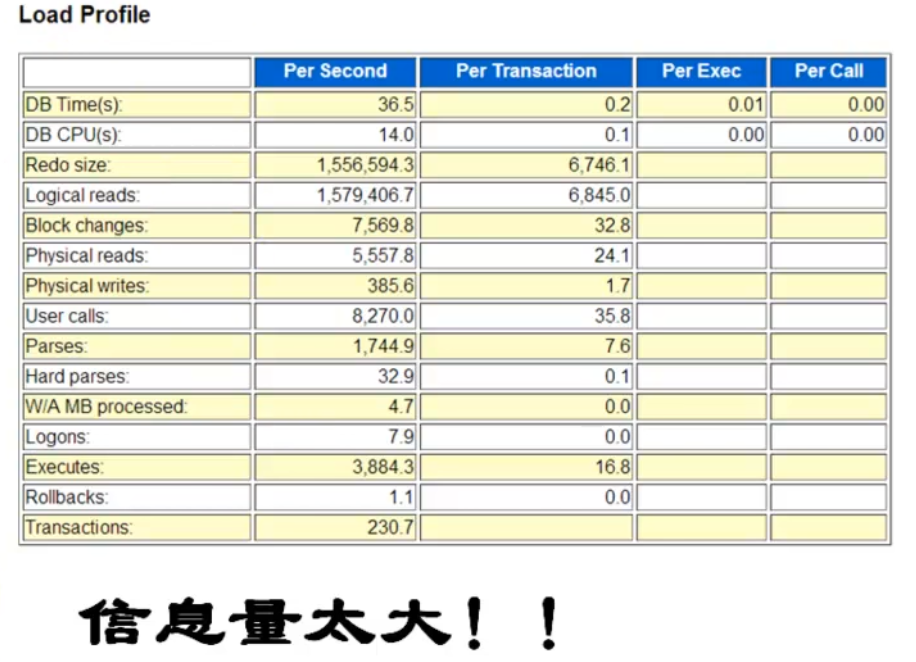 Load Profile
Per Second Per Transaction Per Exec Per Call
DB Time(s): 36.5 0.2 0.01 0.00
DB CPU(s): 14.0 0.1 0.00 0.00
Redo size: 1,556,594.3 6,746.1
Logical reads: 1,579,406.7 6,845.0
Block changes: 7,569.8 32.8
Physical reads: 5,557.8 24.1
Physical writes: 385.6 1.7
User calls: 8,270.0 35.8
Parses: 1,744.9 7.6
Hard parses: 32.9 0.1
W/A MB processed: 4.7 0.0
Logons: 7.9 0.0
Executes: 3,884.3 16.8
Rollbacks: 1.1 0.0
Transactions: 230.7
信息量太大！！